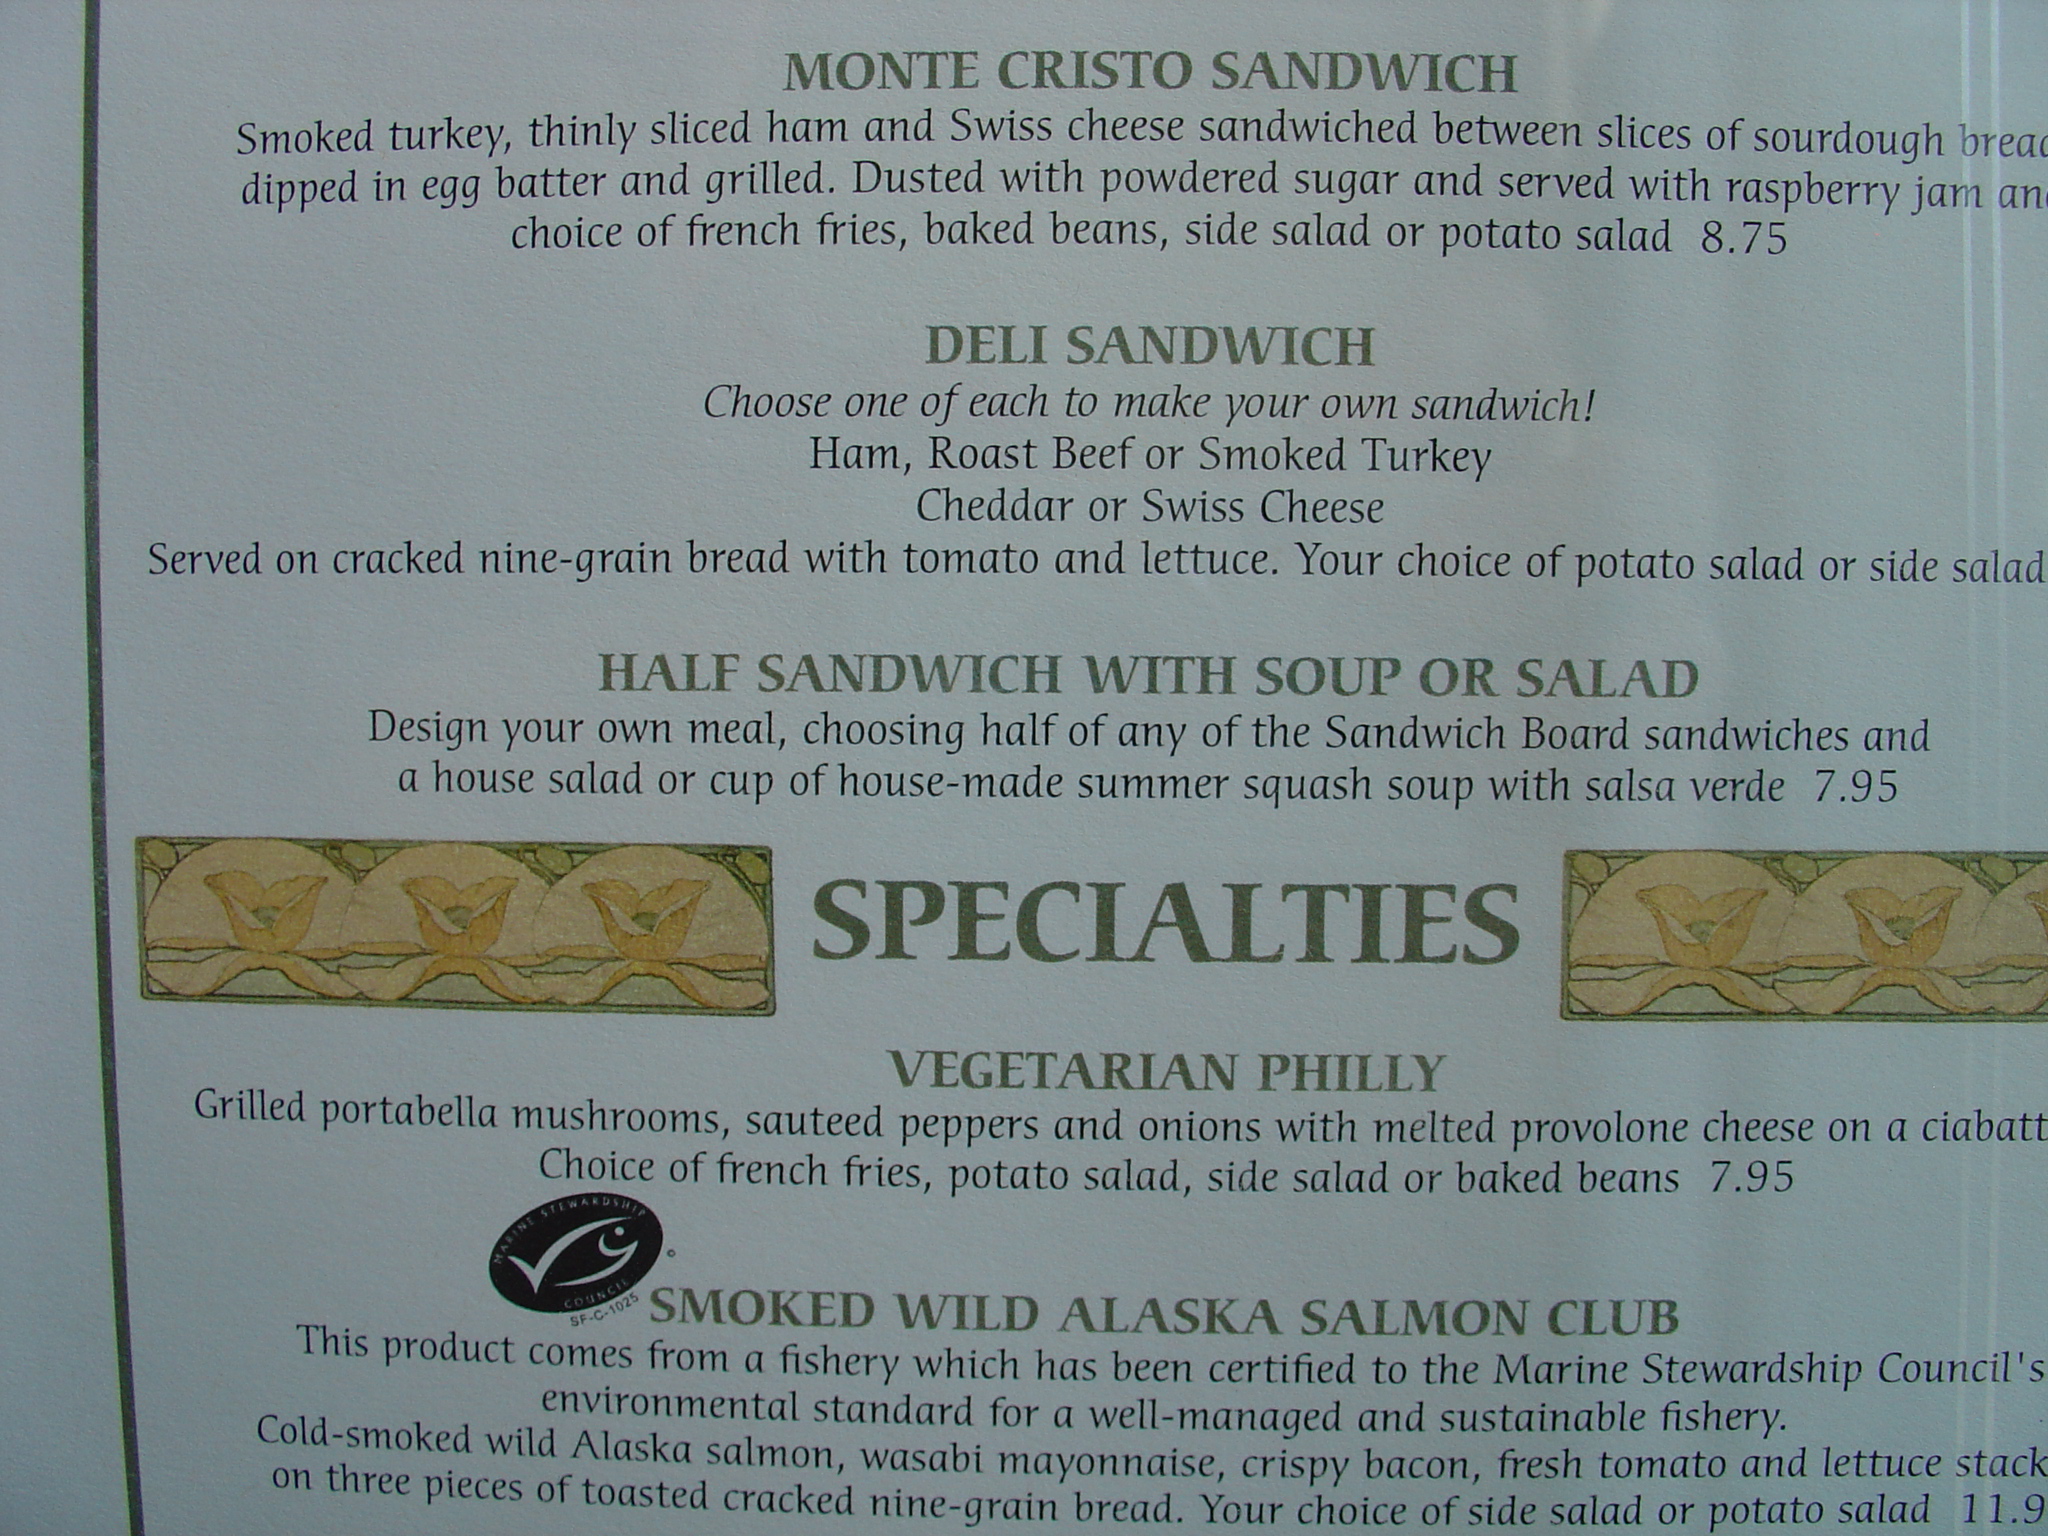 MONTE CRISTO SANDWICH
Smoked turkey, thinly sliced ham and Swiss cheese sandwiched between slices of sourdough bread
dipped in egg batter and grilled. Dusted with powdered sugar and served with raspberry jam and
choice of french fries, baked beans, side salad or potato salad 8.75
DELI SANDWICH
Choose one of each to make your own sandwich!
Ham, Roast Beef or Smoked Turkey
Cheddar or Swiss Cheese
Served on cracked nine-grain bread with tomato and lettuce. Your choice of potato salad or side salad
HALF SANDWICH WITH SOUP OR SALAD
Design your own meal, choosing half of any of the Sandwich Board sandwiches and
a house salad or cup of house-made summer squash soup with salsa verde 7.95
SPECIALTIES
VEGETARIAN PHILLY
Grilled portabella mushrooms, sauteed peppers and onions with melted provolone cheese on a ciabatt
Choice of french fries, potato salad, side salad or baked beans 7.95
MARINE STEWARDSHIP
COUNCIL
©
SF-C-1025
SMOKED WILD ALASKA SALMON CLUB
This product comes from a fishery which has been certified to the Marine Stewardship Council's
environmental standard for a well-managed and sustainable fishery.
Cold-smoked wild Alaska salmon, wasabi mayonnaise, crispy bacon, fresh tomato and lettuce stack
on three pieces of toasted cracked nine-grain bread. Your choice of side salad or potato salad 11.9